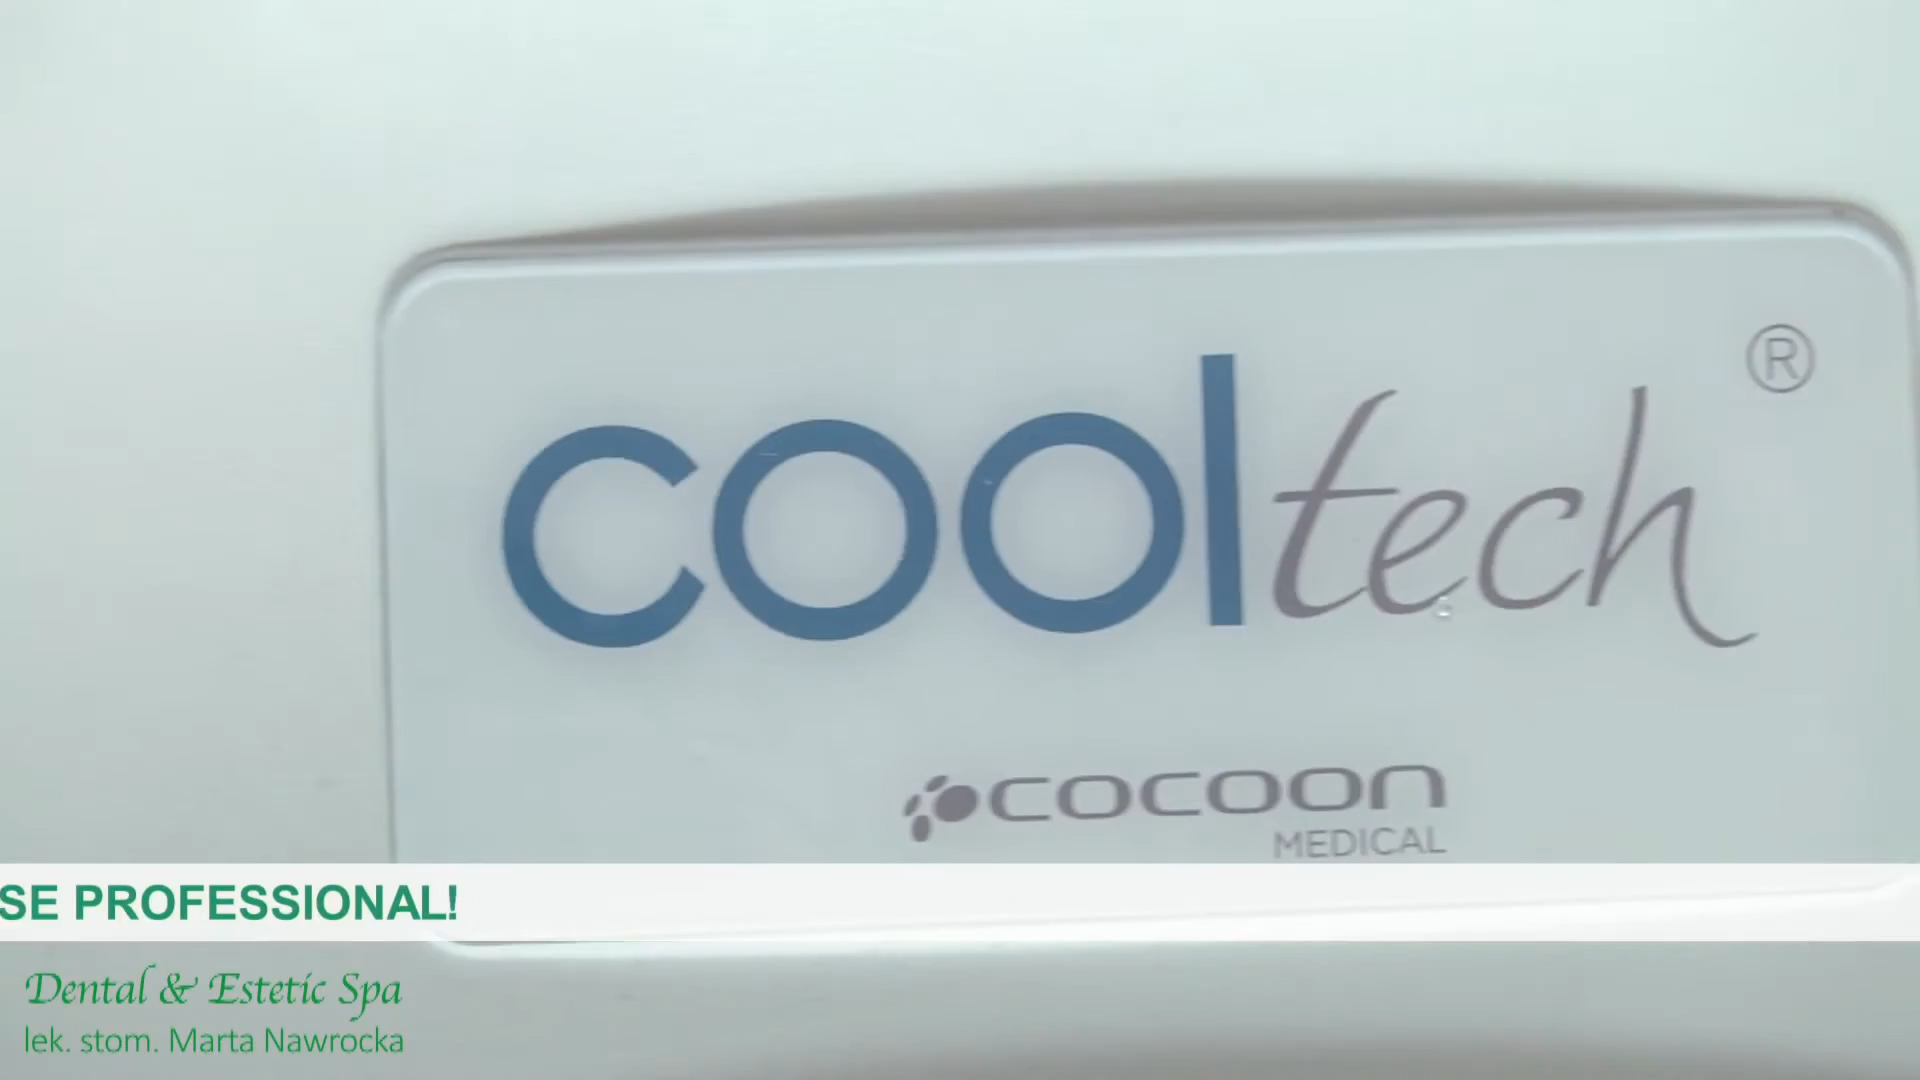 cooltech®
cocoon
MEDICAL
SE PROFESSIONAL!
Dental & Estetic Spa
lek. stom. Marta Nawrocka